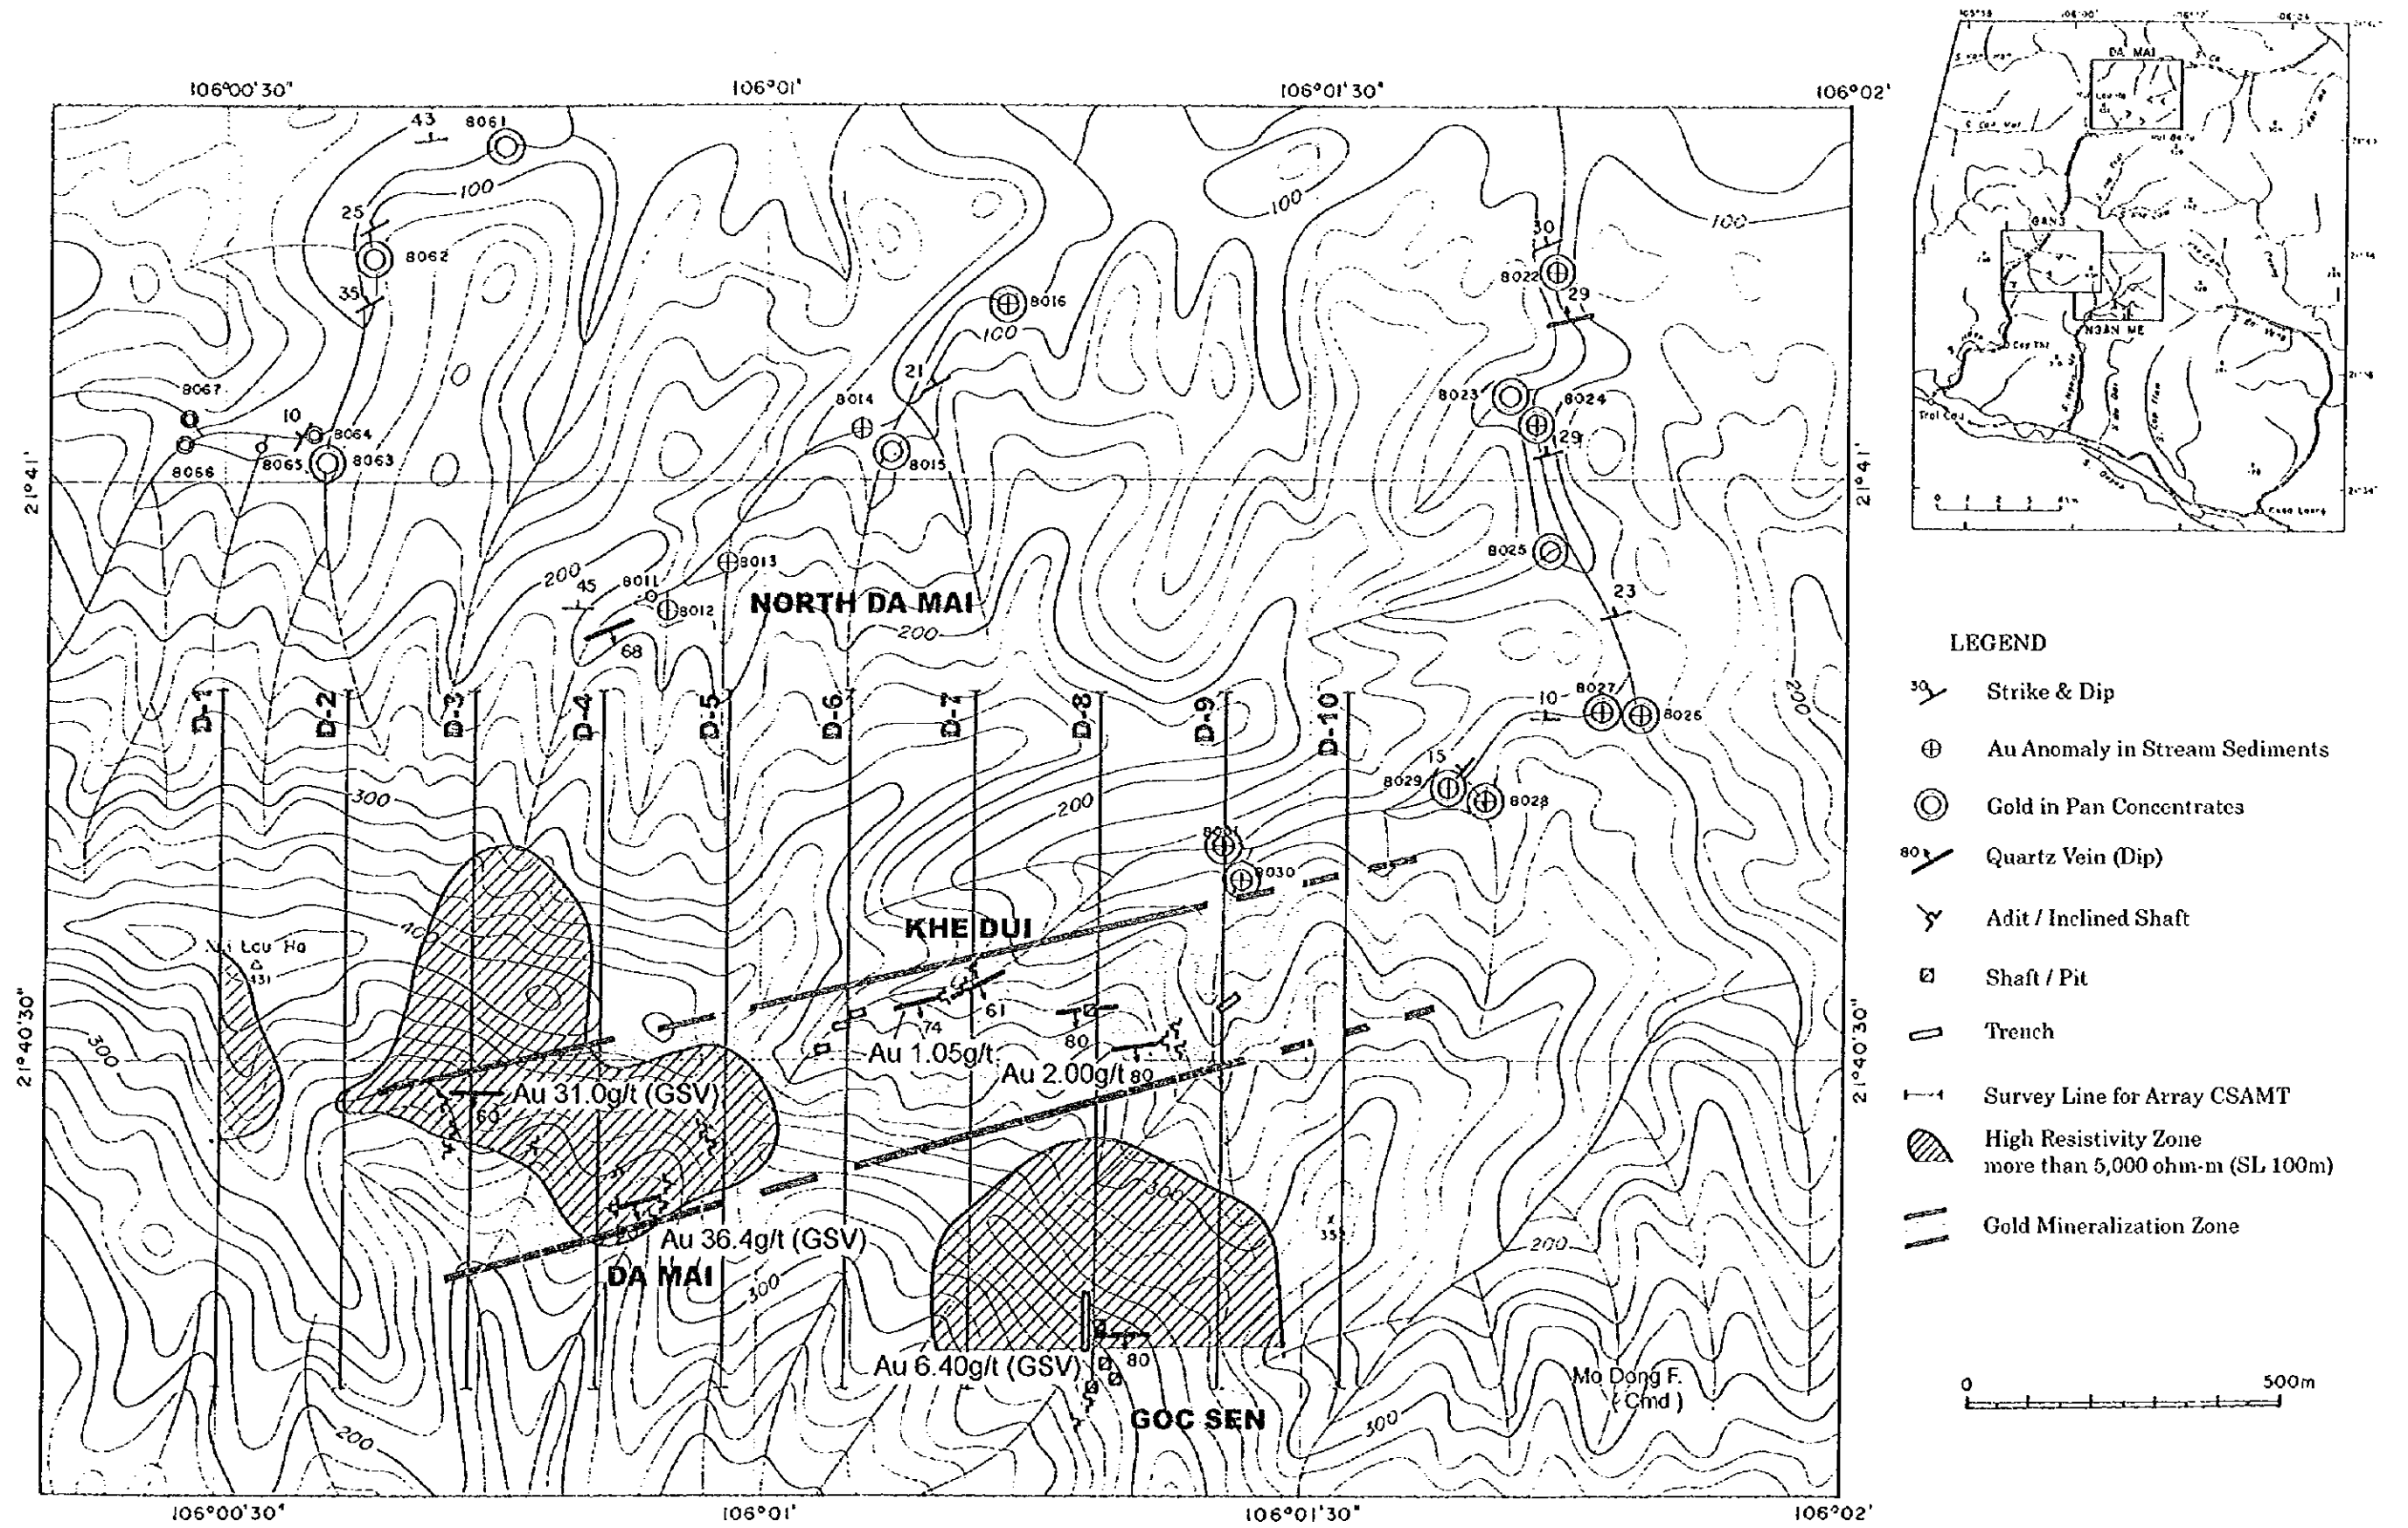 106°00'30"
106°01'
106°01'30"
106°02'
43
8061
100
25
8062
35
100
100
30
8022
29
8016
100
21
8014
8015
8023
8024
29
8067
10
8064
8063
8065
8066
21°41'
21°41'
8025
23
200
45
8011
8013
8012
68
NORTH DA MAI
200
200
10
8027
8026
15
8029
8028
D-1
D-2
D-3
D-4
D-5
D-6
D-7
D-8
D-9
D-10
300
200
8030
400
431
KHE DUI
74
61
80
80
Au 1.05g/t
Au 2.00g/t
21°40'30"
21°40'30"
300
Au 31.0g/t (GSV)
60
300
200
Au 36.4g/t (GSV)
DA MAI
300
Au 6.40g/t (GSV)
80
GOC SEN
Mo Dong F.
(Cmd)
300
200
106°00'30"
106°01'
106°01'30"
106°02'
DA MAI
GANG
NGAN ME
Trai Cau
LEGEND
30 Strike & Dip
Au Anomaly in Stream Sediments
Gold in Pan Concentrates
80 Quartz Vein (Dip)
Adit / Inclined Shaft
Shaft / Pit
Trench
Survey Line for Array CSAMT
High Resistivity Zone
more than 5,000 ohm-m (SL 100m)
Gold Mineralization Zone
0 500m